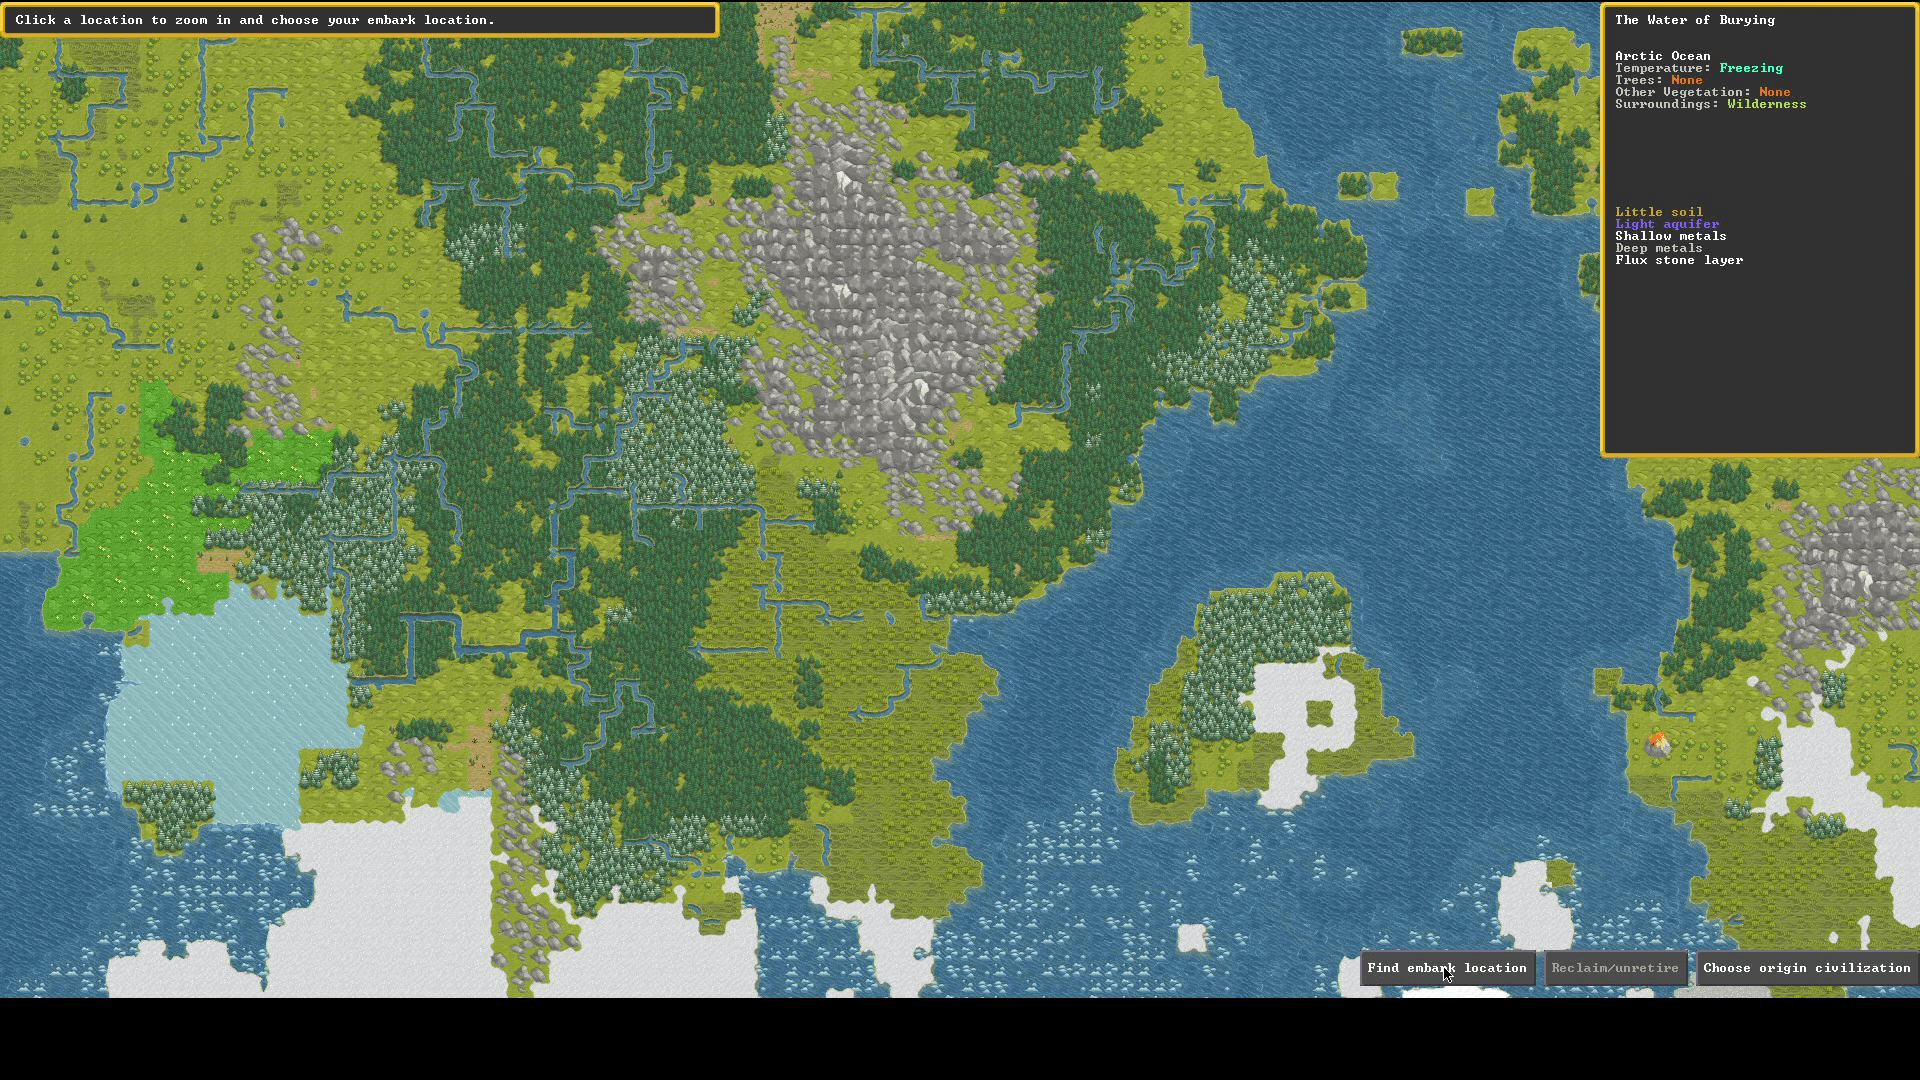 Click a location to zoom in and choose your embark location.
The Water of Burying
Arctic Ocean
Temperature: Freezing
Trees: None
Other Vegetation: None
Surroundings: Wilderness
Little soil
Light aquifer
Shallow metals
Deep metals
Flux stone layer
Find embark location
Reclaim/unretire
Choose origin civilization